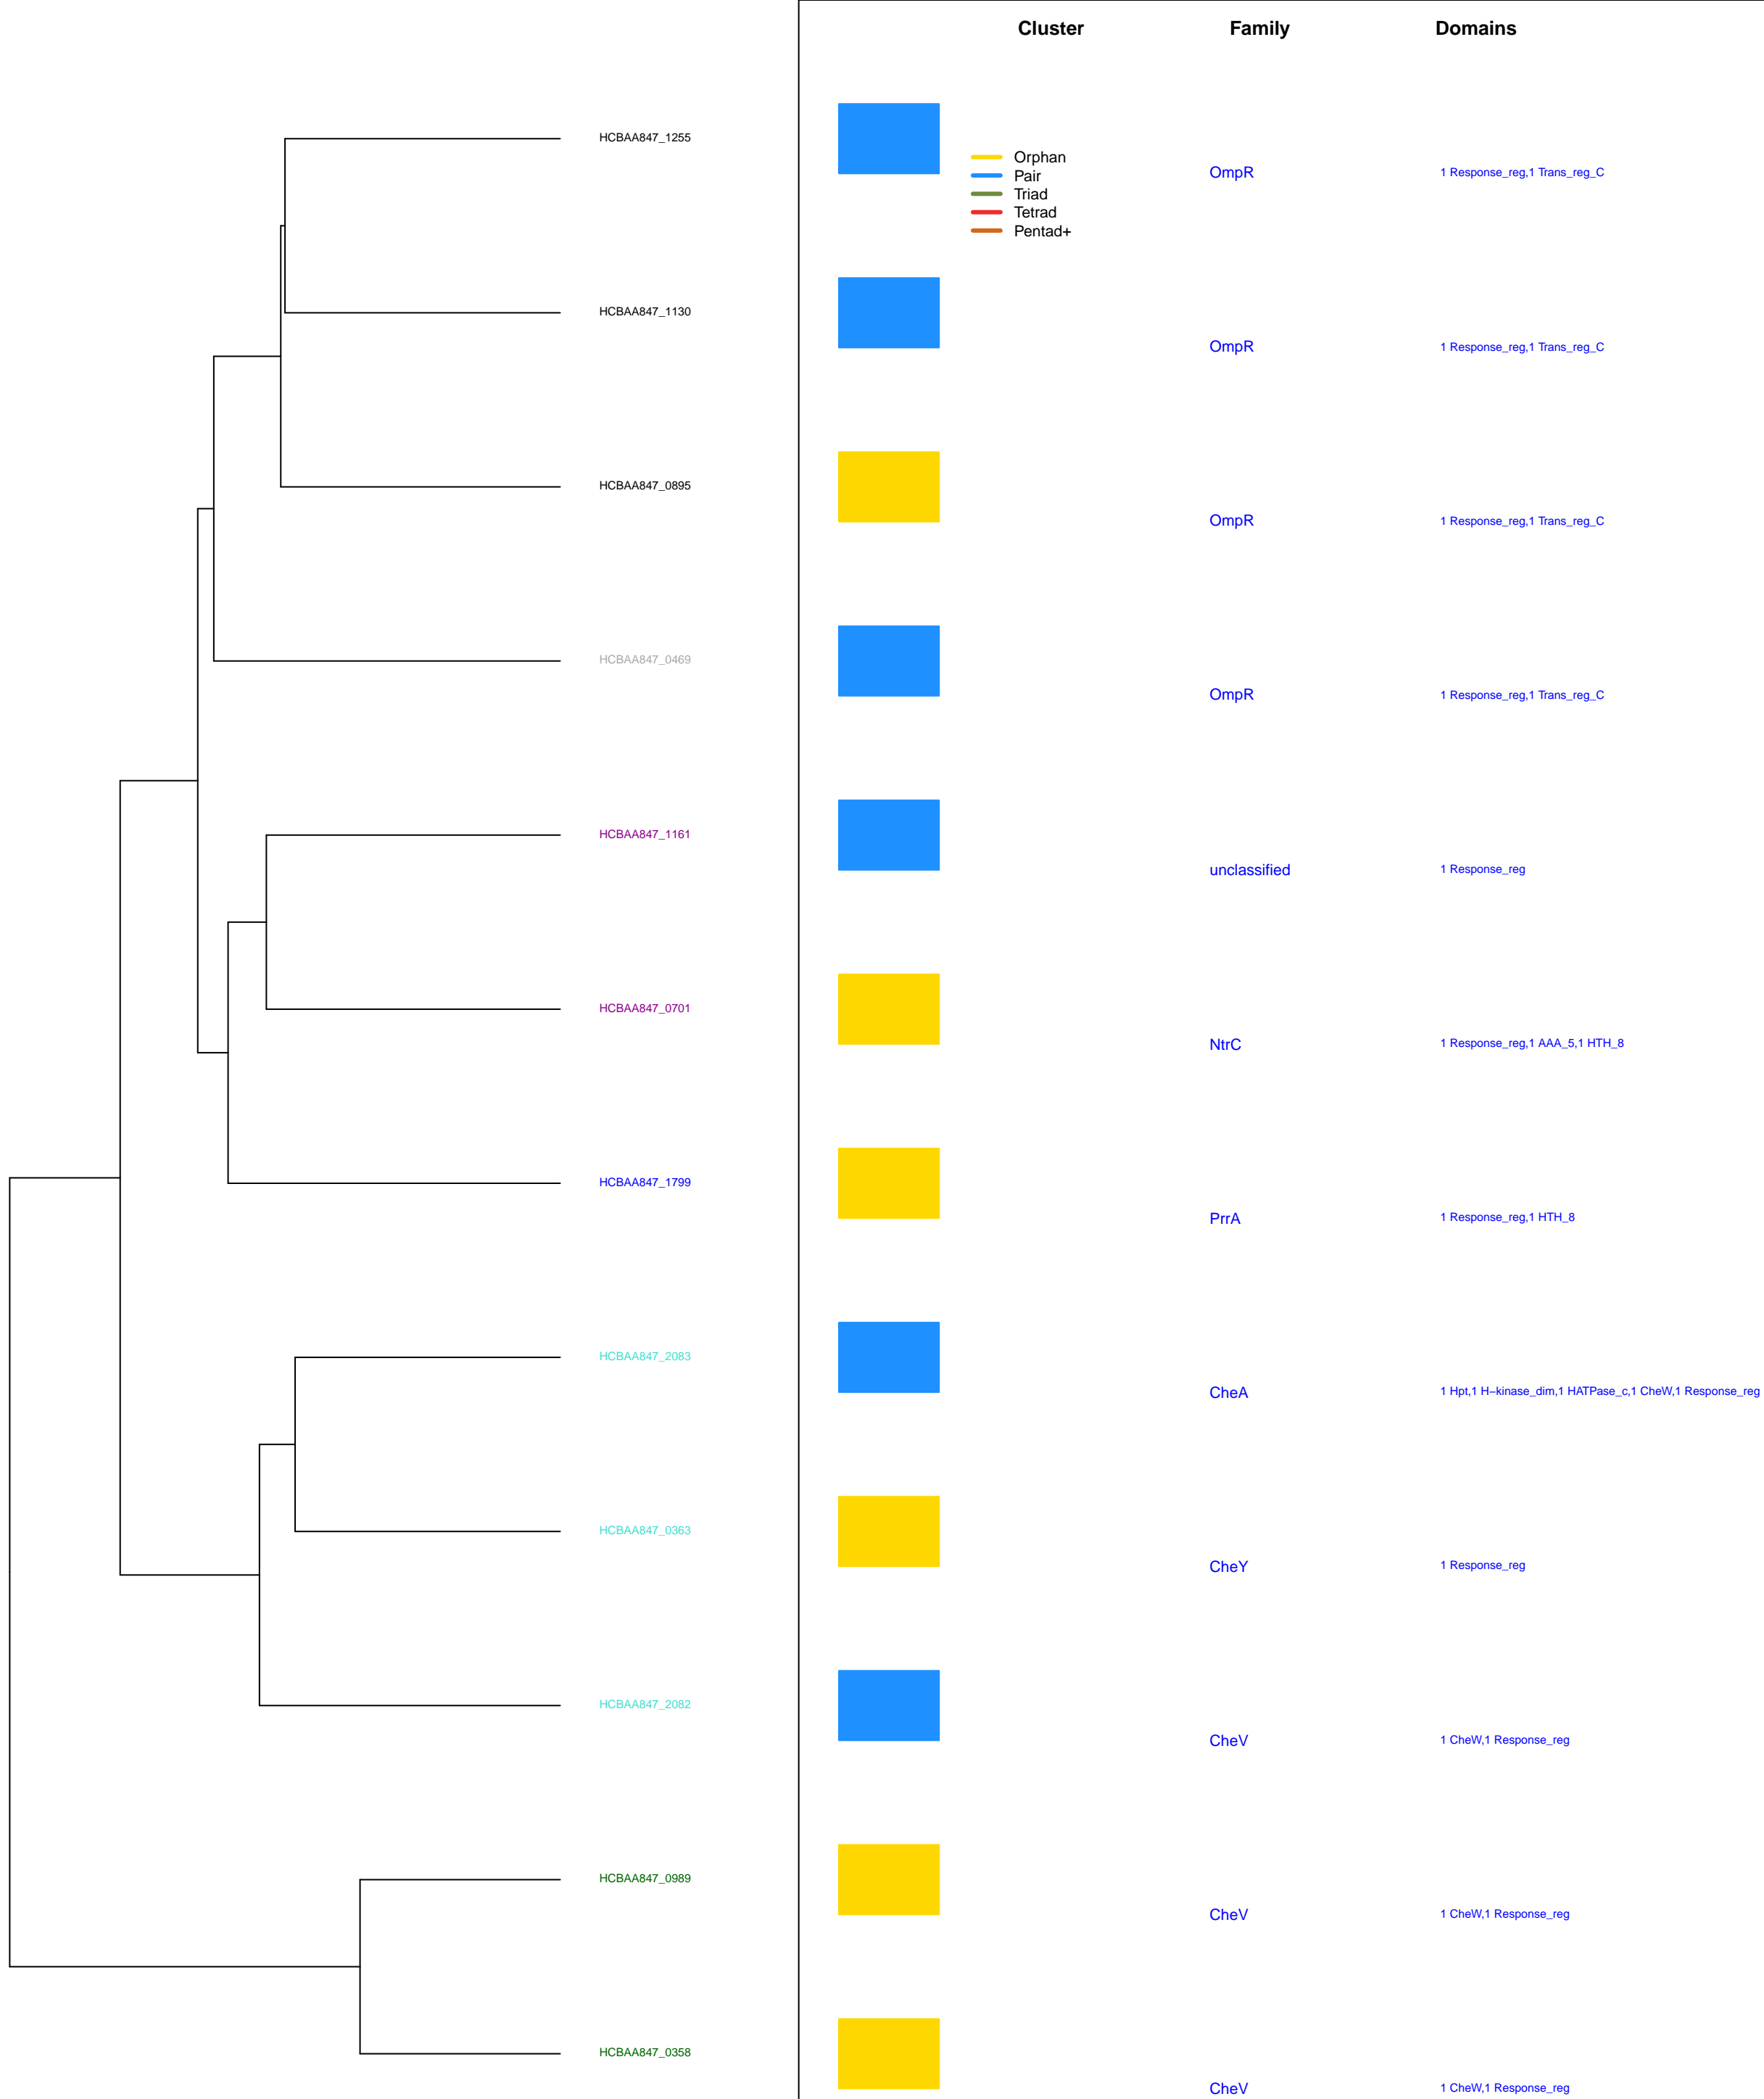 Cluster Family Domains
HCBAA847_1255
Orphan
Pair
Triad
Tetrad
Pentad+
OmpR 1 Response_reg,1 Trans_reg_C
HCBAA847_1130
OmpR 1 Response_reg,1 Trans_reg_C
HCBAA847_0895
OmpR 1 Response_reg,1 Trans_reg_C
HCBAA847_0469
OmpR 1 Response_reg,1 Trans_reg_C
HCBAA847_1161
unclassified 1 Response_reg
HCBAA847_0701
NtrC 1 Response_reg,1 AAA_5,1 HTH_8
HCBAA847_1799
PrrA 1 Response_reg,1 HTH_8
HCBAA847_2083
CheA 1 Hpt,1 H−kinase_dim,1 HATPase_c,1 CheW,1 Response_reg
HCBAA847_0363
CheY 1 Response_reg
HCBAA847_2082
CheV 1 CheW,1 Response_reg
HCBAA847_0989
CheV 1 CheW,1 Response_reg
HCBAA847_0358
CheV 1 CheW,1 Response_reg